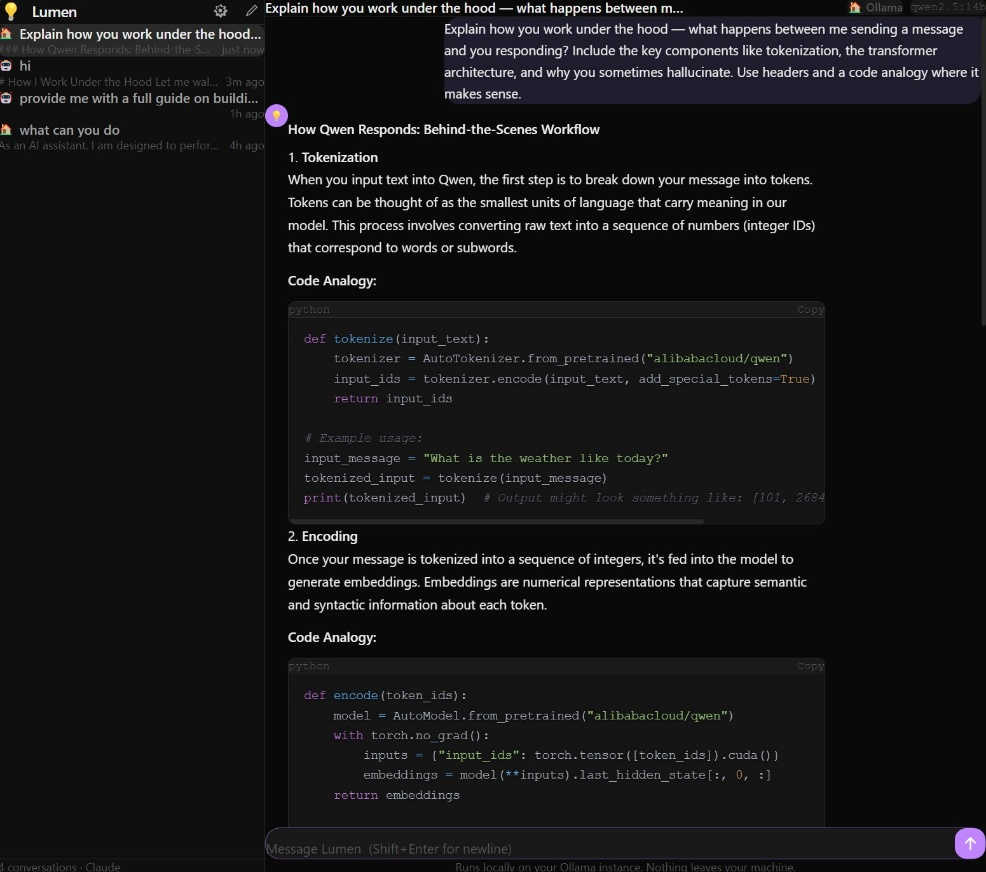 Lumen
Explain how you work under the hood...
### How Qwen Responds: Behind-the-S... just now
hi
# How I Work Under the Hood Let me wal... 3m ago
provide me with a full guide on buildi...
1h ago
what can you do
As an AI assistant, I am designed to perfor... 4h ago
4 conversations · Claude
Explain how you work under the hood — what happens between m...
Ollama qwen2.5:14b
Explain how you work under the hood — what happens between me sending a message
and you responding? Include the key components like tokenization, the transformer
architecture, and why you sometimes hallucinate. Use headers and a code analogy where it
makes sense.
How Qwen Responds: Behind-the-Scenes Workflow
1. Tokenization
When you input text into Qwen, the first step is to break down your message into tokens.
Tokens can be thought of as the smallest units of language that carry meaning in our
model. This process involves converting raw text into a sequence of numbers (integer IDs)
that correspond to words or subwords.
Code Analogy:
python Copy
def tokenize(input_text):
    tokenizer = AutoTokenizer.from_pretrained("alibabacloud/qwen")
    input_ids = tokenizer.encode(input_text, add_special_tokens=True)
    return input_ids
# Example usage:
input_message = "What is the weather like today?"
tokenized_input = tokenize(input_message)
print(tokenized_input)  # Output might look something like: [101, 2684
2. Encoding
Once your message is tokenized into a sequence of integers, it's fed into the model to
generate embeddings. Embeddings are numerical representations that capture semantic
and syntactic information about each token.
Code Analogy:
python Copy
def encode(token_ids):
    model = AutoModel.from_pretrained("alibabacloud/qwen")
    with torch.no_grad():
        inputs = {"input_ids": torch.tensor([token_ids]).cuda()}
        embeddings = model(**inputs).last_hidden_state[:, 0, :]
    return embeddings
Message Lumen (Shift+Enter for newline)
Runs locally on your Ollama instance. Nothing leaves your machine.